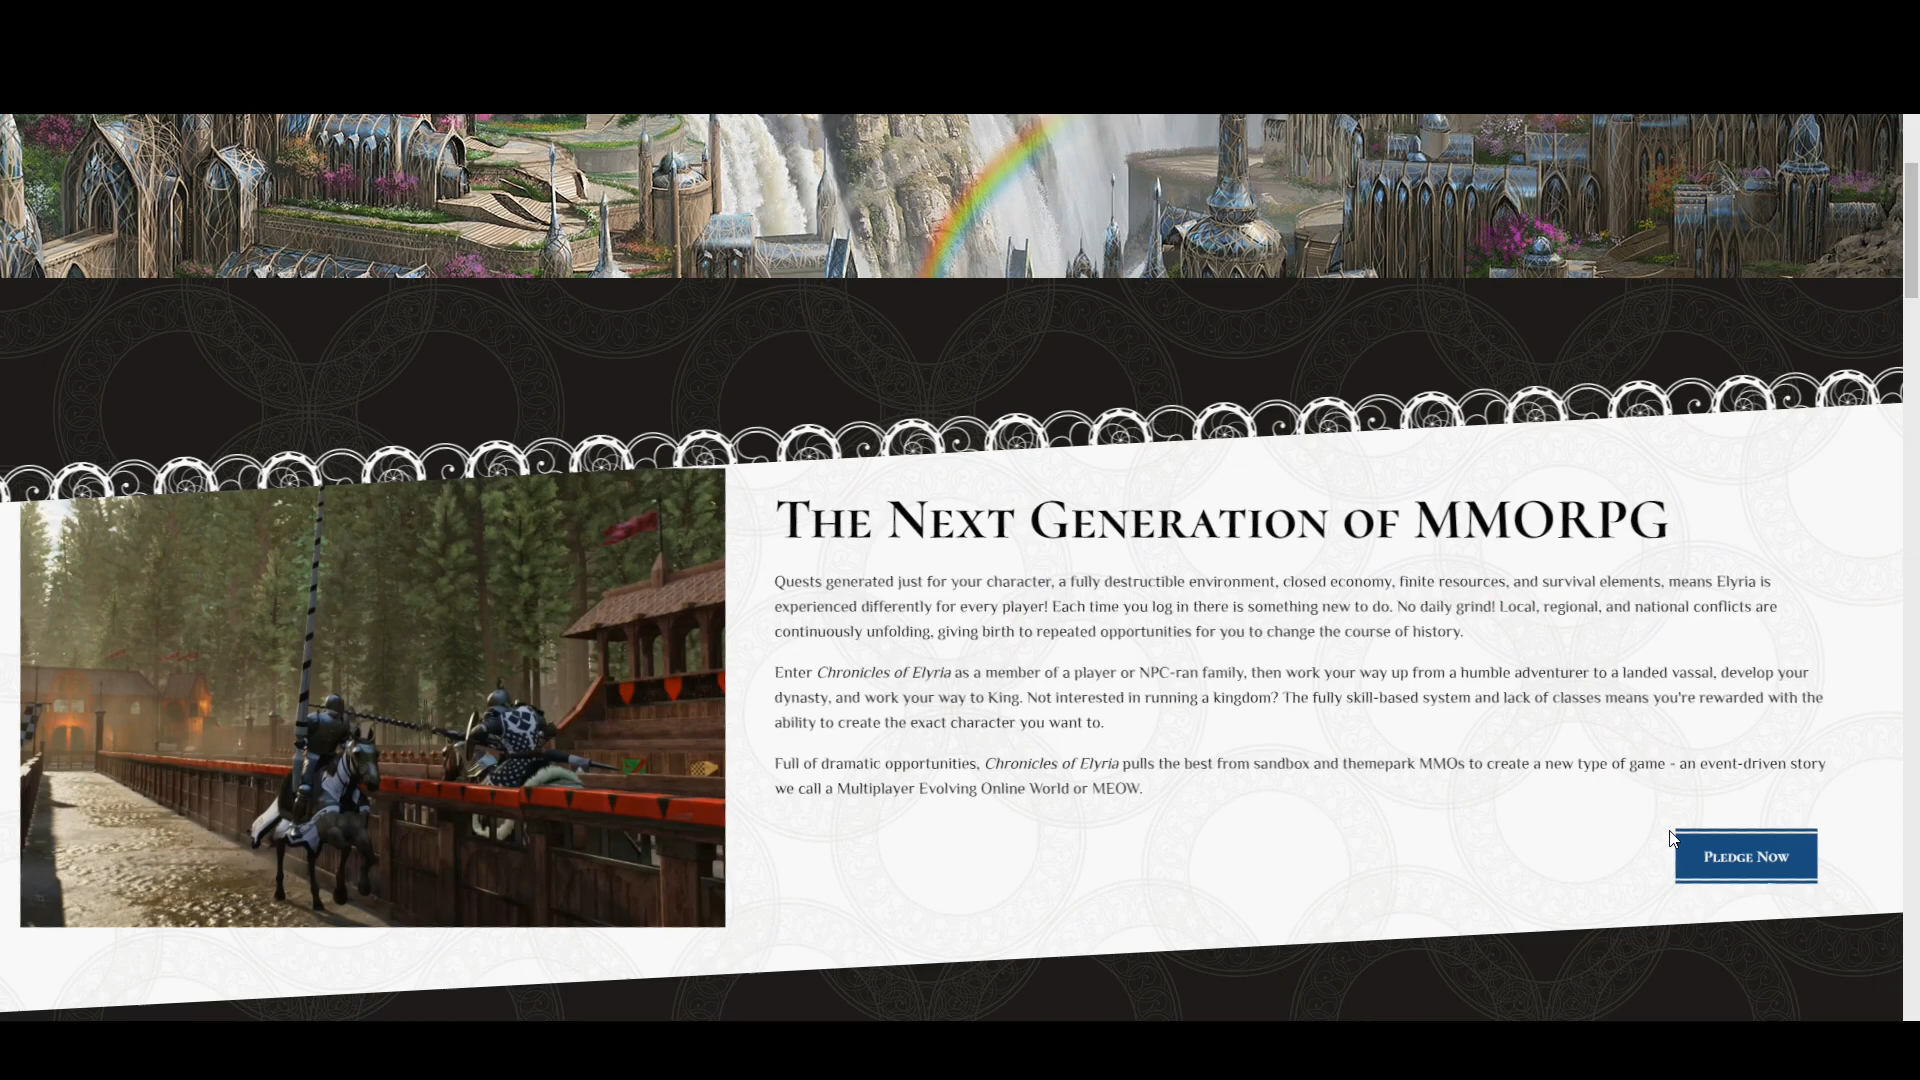 The Next Generation of MMORPG
Quests generated just for your character, a fully destructible environment, closed economy, finite resources, and survival elements, means Elyria is
experienced differently for every player! Each time you log in there is something new to do. No daily grind! Local, regional, and national conflicts are
continuously unfolding, giving birth to repeated opportunities for you to change the course of history.
Enter Chronicles of Elyria as a member of a player or NPC-ran family, then work your way up from a humble adventurer to a landed vassal, develop your
dynasty, and work your way to King. Not interested in running a kingdom? The fully skill-based system and lack of classes means you're rewarded with the
ability to create the exact character you want to.
Full of dramatic opportunities, Chronicles of Elyria pulls the best from sandbox and themepark MMOs to create a new type of game - an event-driven story
we call a Multiplayer Evolving Online World or MEOW.
Pledge Now